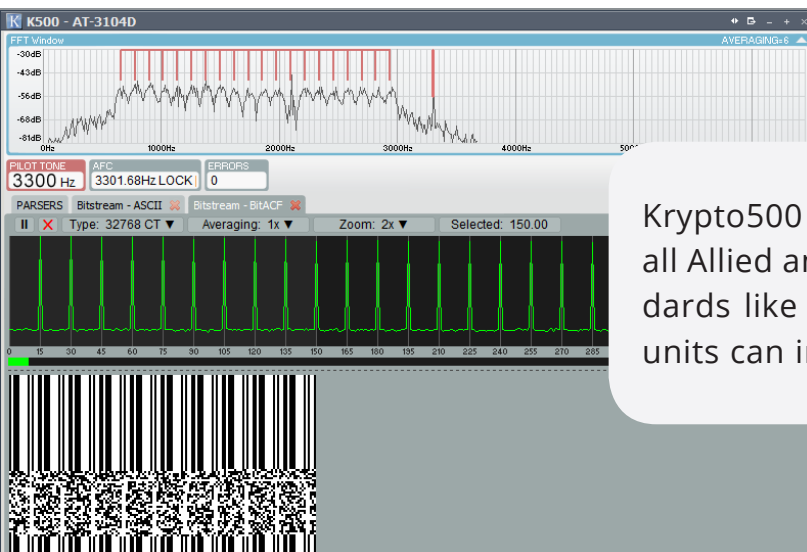 K500 - AT-3104D
FFT Window AVERAGING=6
-30dB
-43dB
-56dB
-68dB
-81dB
0Hz 1000Hz 2000Hz 3000Hz 4000Hz
PILOT TONE AFC ERRORS
3300 Hz 3301.68Hz LOCK 0
PARSERS Bitstream - ASCII Bitstream - BitACF
Type: 32768 CT Averaging: 1x Zoom: 2x Selected: 150.00
0 15 30 45 60 75 90 105 120 135 150 165 180 195 210 225 240 255 270 285
Krypto500
all Allied
dards like
units can